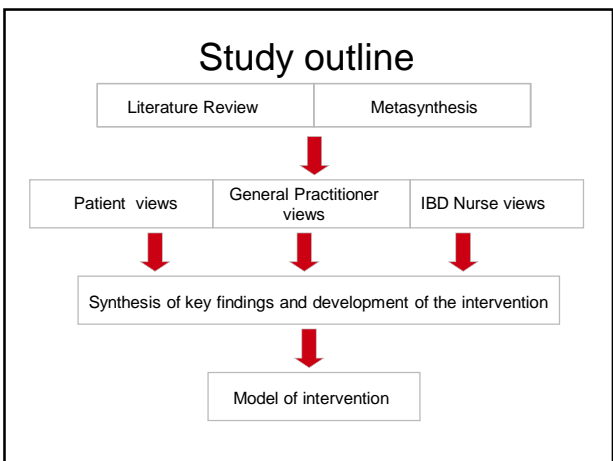 Study outline
Literature Review
Metasynthesis
Patient views
General Practitioner
views
IBD Nurse views
Synthesis of key findings and development of the intervention
Model of intervention